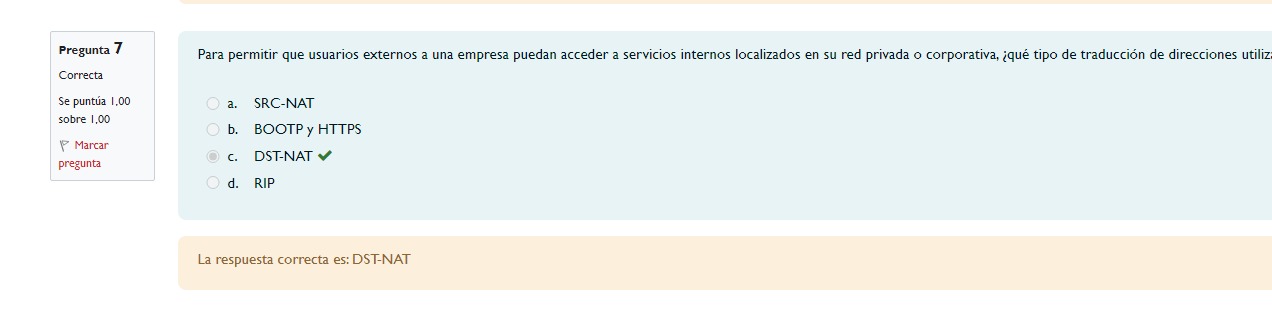 Pregunta 7
Correcta
Se puntúa 1,00
sobre 1,00
Marcar
pregunta
Para permitir que usuarios externos a una empresa puedan acceder a servicios internos localizados en su red privada o corporativa, ¿qué tipo de traducción de direcciones utiliz
a. SRC-NAT
b. BOOTP y HTTPS
c. DST-NAT
d. RIP
La respuesta correcta es: DST-NAT